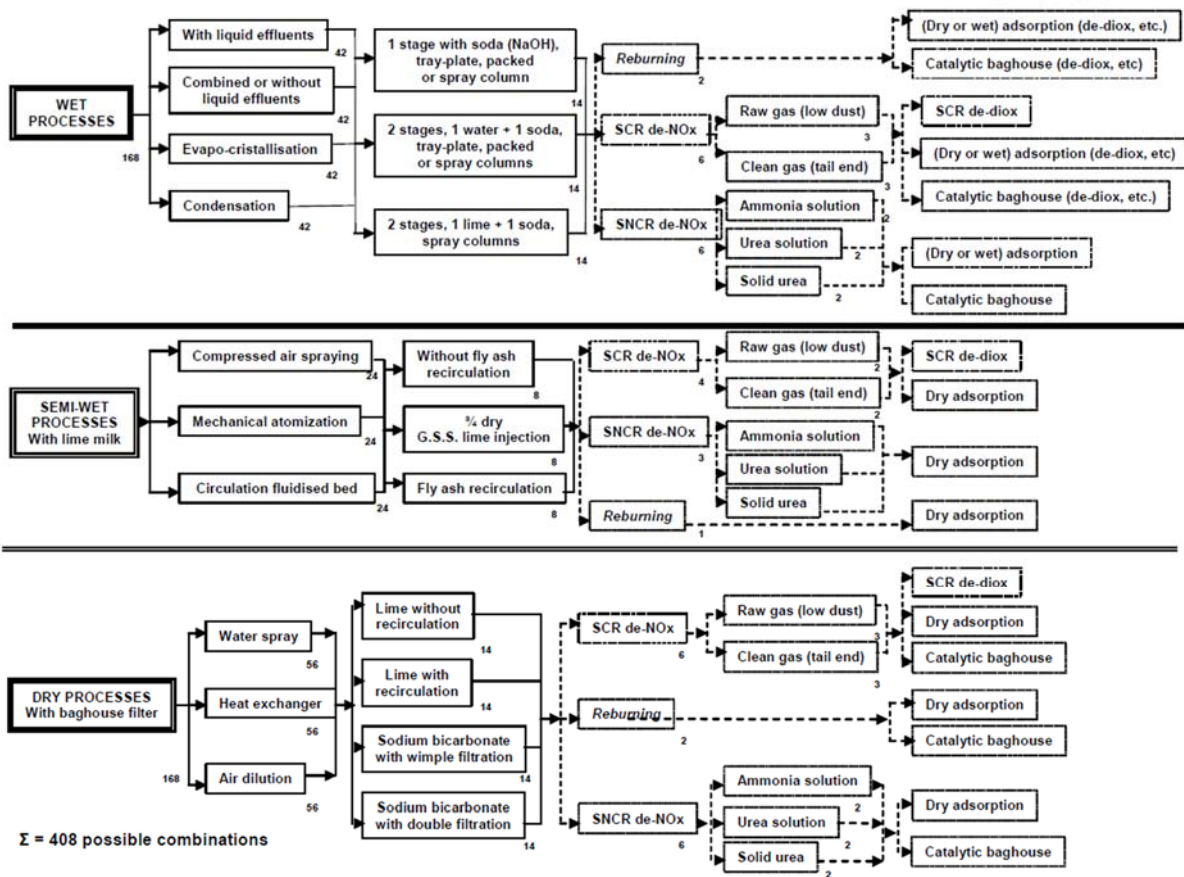 WET
PROCESSES
168
With liquid effluents
42
Combined or without
liquid effluents
42
Evapo-cristallisation
42
Condensation
42
1 stage with soda (NaOH),
tray-plate, packed
or spray column
14
2 stages, 1 water + 1 soda,
tray-plate, packed
or spray columns
14
2 stages, 1 lime + 1 soda,
spray columns
14
Reburning
2
SCR de-NOx
6
SNCR de-NOx
6
Raw gas (low dust)
3
Clean gas (tail end)
3
Ammonia solution
2
Urea solution
2
Solid urea
2
(Dry or wet) adsorption (de-diox, etc.)
Catalytic baghouse (de-diox, etc)
SCR de-diox
(Dry or wet) adsorption (de-diox, etc)
Catalytic baghouse (de-diox, etc.)
(Dry or wet) adsorption
Catalytic baghouse
SEMI-WET
PROCESSES
With lime milk
Compressed air spraying
24
Mechanical atomization
24
Circulation fluidised bed
24
Without fly ash
recirculation
8
¾ dry
G.S.S. lime injection
8
Fly ash recirculation
8
SCR de-NOx
4
SNCR de-NOx
3
Reburning
1
Raw gas (low dust)
2
Clean gas (tail end)
2
Ammonia solution
Urea solution
Solid urea
SCR de-diox
Dry adsorption
Dry adsorption
Dry adsorption
DRY PROCESSES
With baghouse filter
168
Water spray
56
Heat exchanger
56
Air dilution
56
Lime without
recirculation
14
Lime with
recirculation
14
Sodium bicarbonate
with wimple filtration
14
Sodium bicarbonate
with double filtration
14
SCR de-NOx
6
Reburning
2
SNCR de-NOx
6
Raw gas (low dust)
3
Clean gas (tail end)
3
Ammonia solution
2
Urea solution
2
Solid urea
2
SCR de-diox
Dry adsorption
Catalytic baghouse
Dry adsorption
Catalytic baghouse
Dry adsorption
Catalytic baghouse
Σ = 408 possible combinations